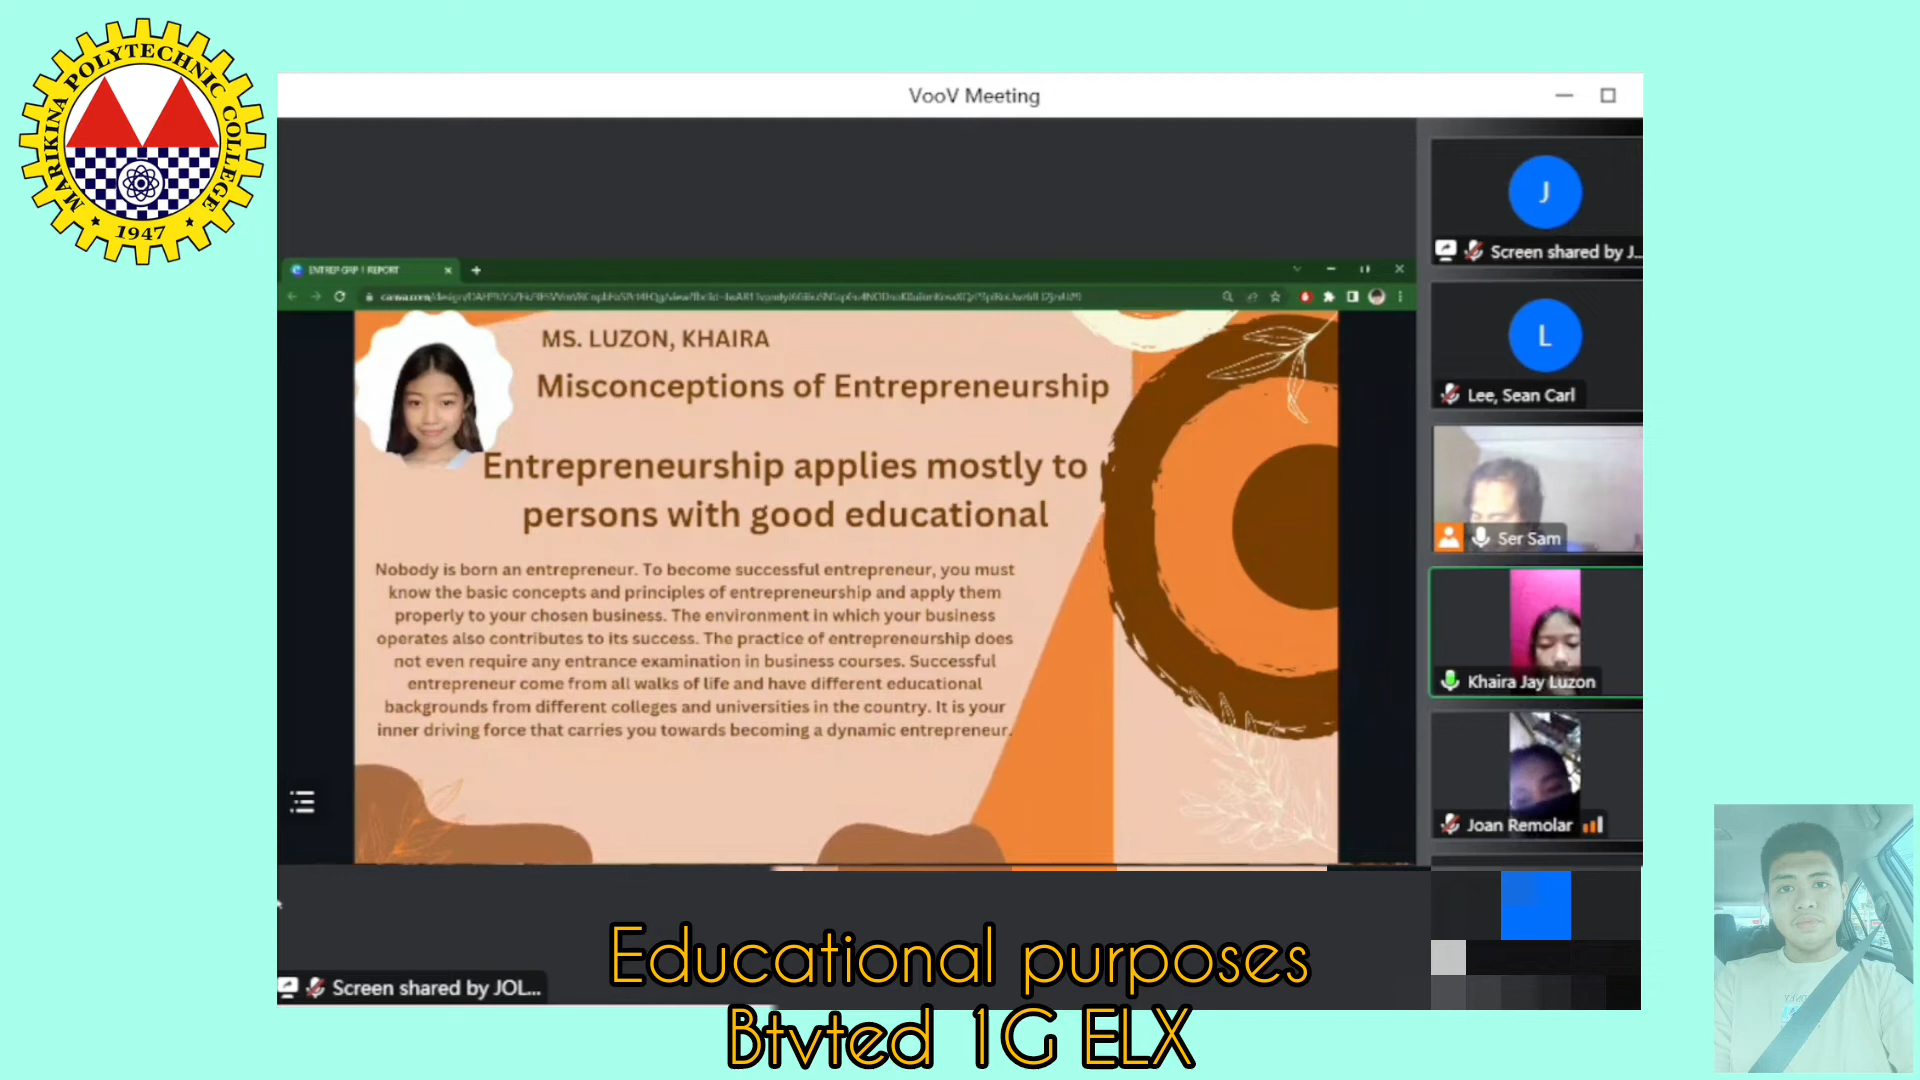 MARIKINA POLYTECHNIC COLLEGE
1947
VooV Meeting
ENTREP GRP 1 REPORT
MS. LUZON, KHAIRA
Misconceptions of Entrepreneurship
Entrepreneurship applies mostly to
persons with good educational
Nobody is born an entrepreneur. To become successful entrepreneur, you must
know the basic concepts and principles of entrepreneurship and apply them
properly to your chosen business. The environment in which your business
operates also contributes to its success. The practice of entrepreneurship does
not even require any entrance examination in business courses. Successful
entrepreneur come from all walks of life and have different educational
backgrounds from different colleges and universities in the country. It is your
inner driving force that carries you towards becoming a dynamic entrepreneur.
J
Screen shared by J...
L
Lee, Sean Carl
Ser Sam
Khaira Jay Luzon
Joan Remolar
Screen shared by JOL...
Educational purposes
Btvted 1G ELX